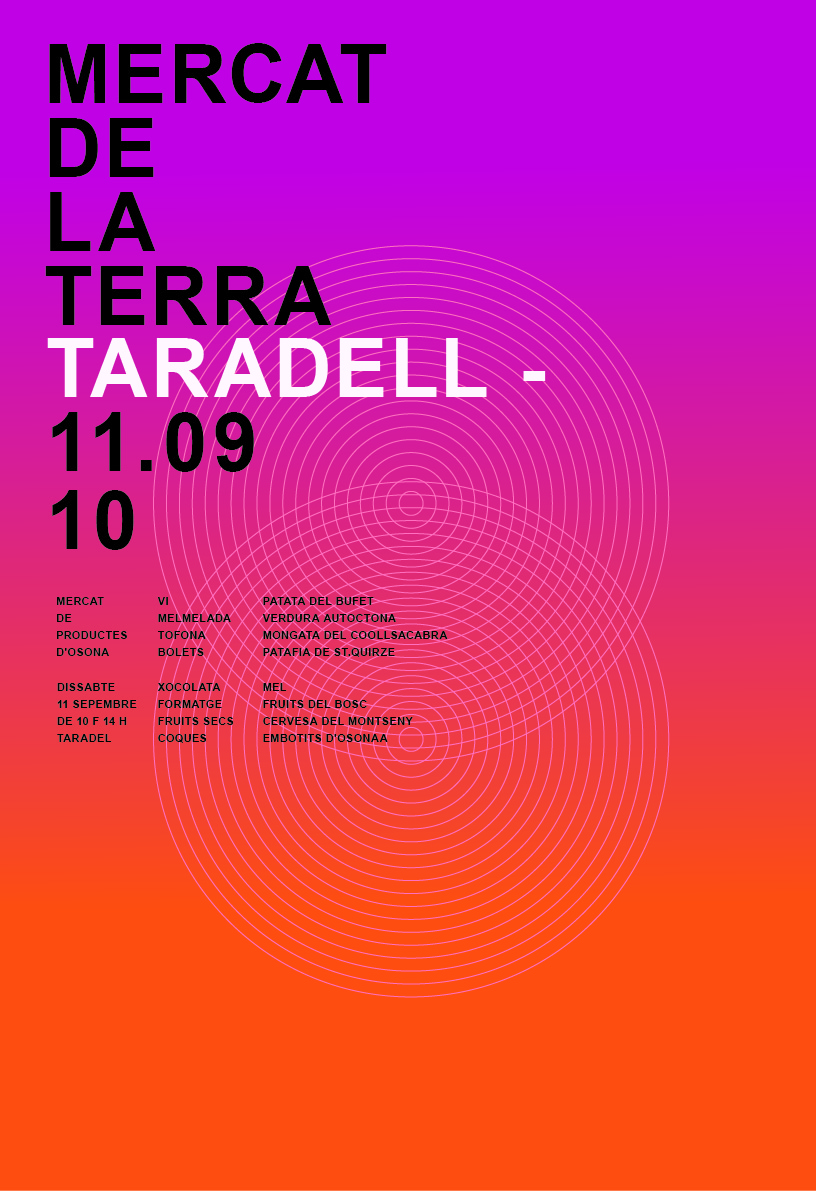 MERCAT
DE
LA
TERRA
TARADELL -
11.09
10
MERCAT
DE
PRODUCTES
D'OSONA
VI
MELMELADA
TOFONA
BOLETS
PATATA DEL BUFET
VERDURA AUTOCTONA
MONGATA DEL COOLLSACABRA
PATAFIA DE ST.QUIRZE
DISSABTE
11 SEPEMBRE
DE 10 F 14 H
TARADEL
XOCOLATA
FORMATGE
FRUITS SECS
COQUES
MEL
FRUITS DEL BOSC
CERVESA DEL MONTSENY
EMBOTITS D'OSONAA